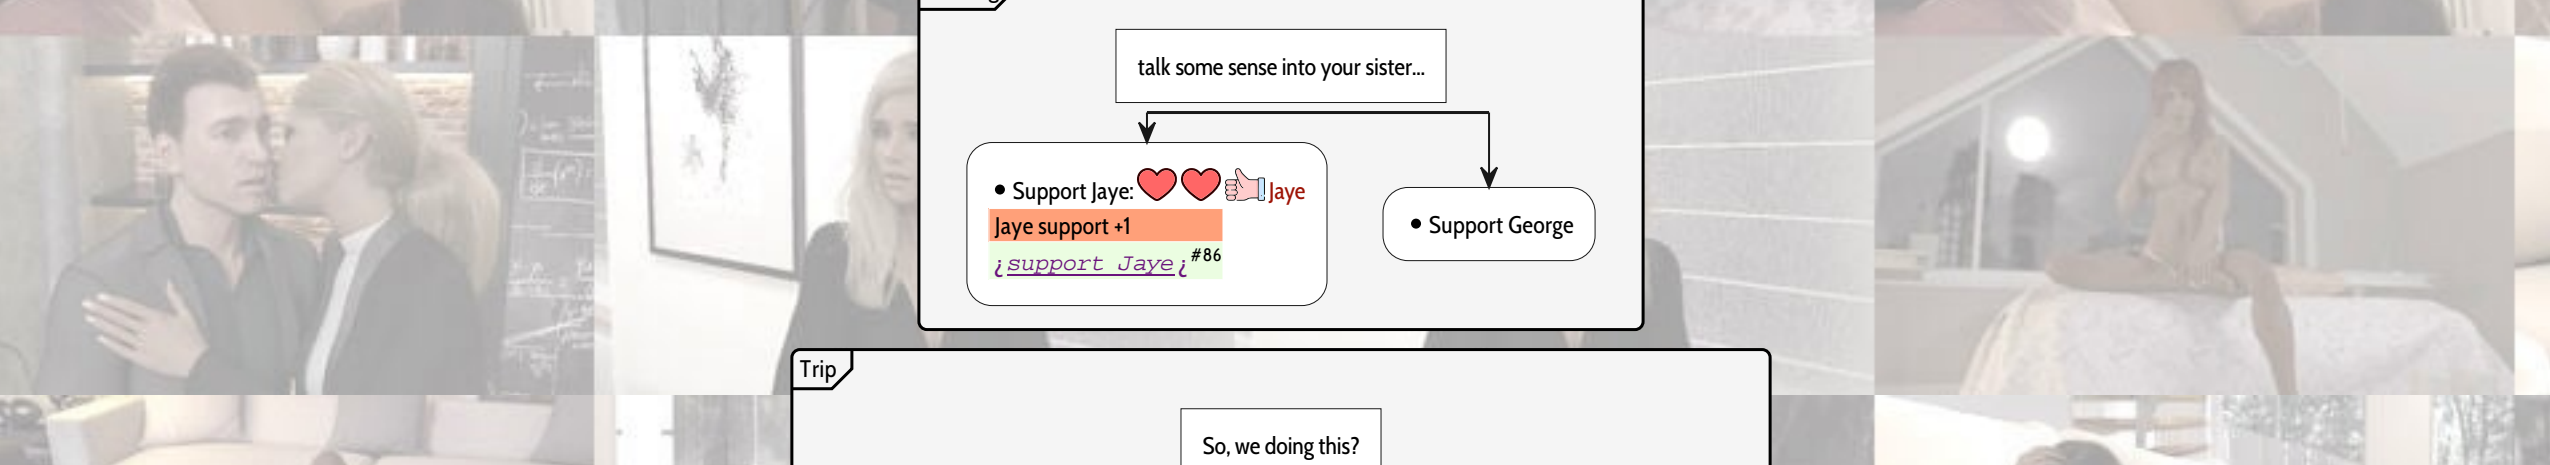 talk some sense into your sister...
• Support Jaye: Jaye
Jaye support +1
¿support Jaye¿#86
• Support George
Trip
So, we doing this?